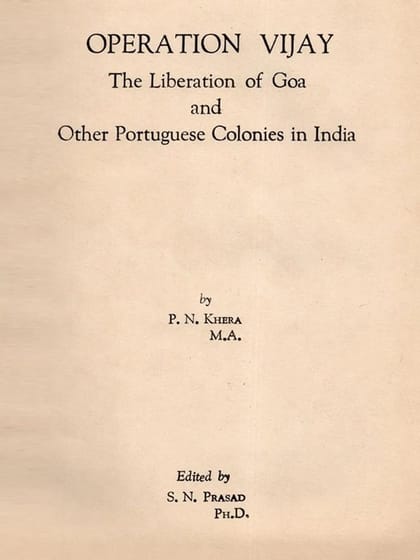 OPERATION VIJAY
The Liberation of Goa
and
Other Portuguese Colonies in India
by
P. N. KHERA
M.A.
Edited by
S. N. PRASAD
PH.D.